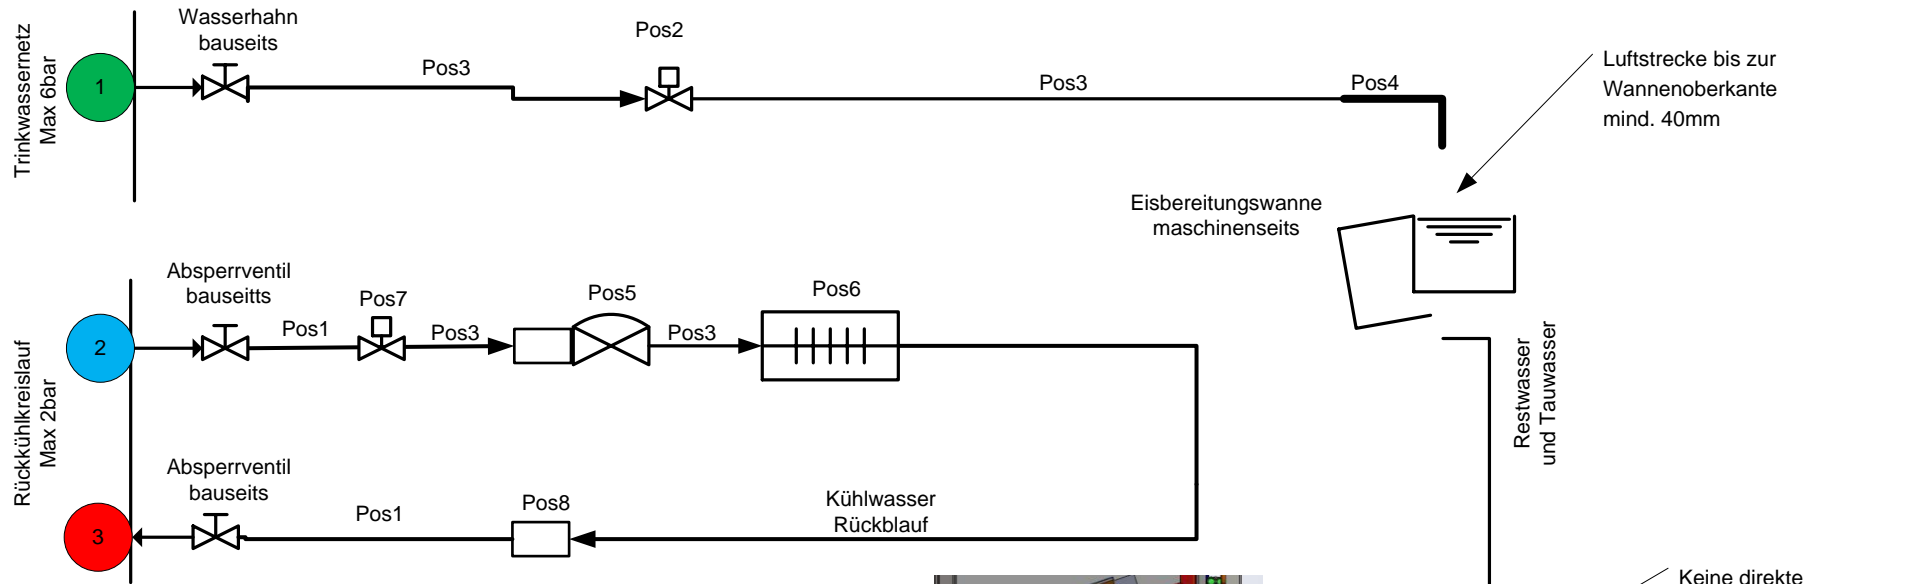 Trinkwassernetz
Max 6bar
1
Wasserhahn
bauseits
Pos3
Pos2
Pos3
Pos4
Luftstrecke bis zur
Wannenoberkante
mind. 40mm
Eisbereitungswanne
maschinenseits
Rückkühlkreislauf
Max 2bar
2
Absperrventil
bauseitts
Pos1
Pos7
Pos3
Pos5
Pos3
Pos6
Restwasser
und Tauwasser
3
Absperrventil
bauseits
Pos1
Pos8
Kühlwasser
Rückblauf
Keine direkte